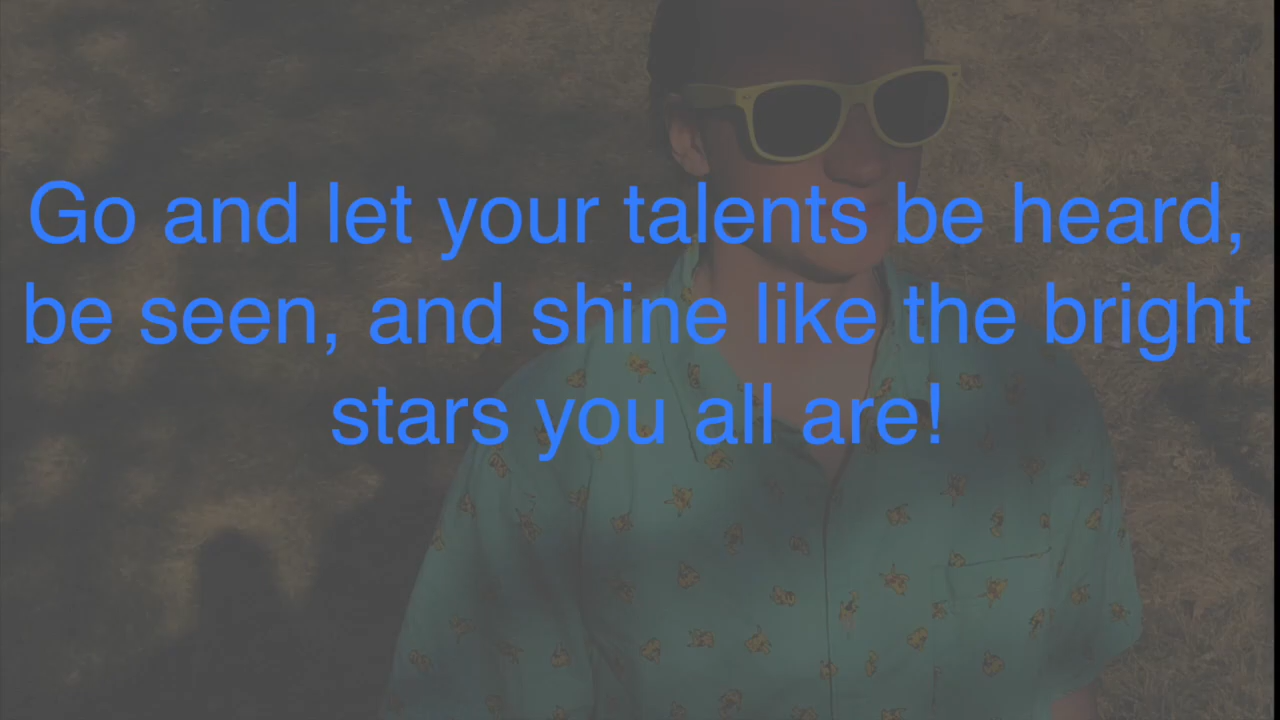 Go and let your talents be heard,
be seen, and shine like the bright
stars you all are!